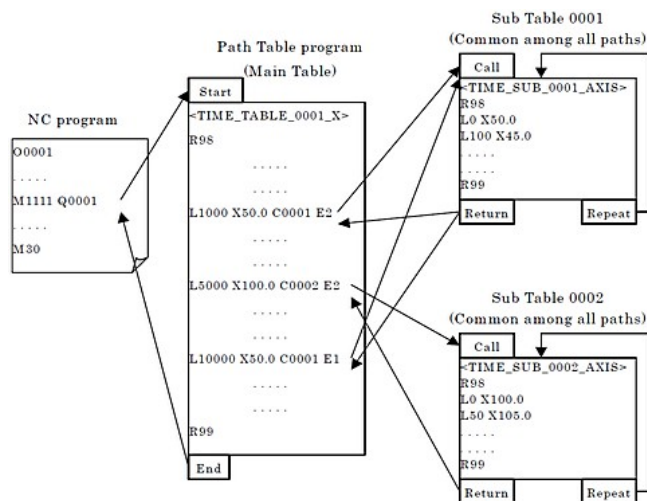 NC program
O0001
. . . . .
M1111 Q0001
. . . . .
M30
Path Table program
(Main Table)
Start
<TIME_TABLE_0001_X>
R98
. . . . .
. . . . .
L1000 X50.0 C0001 E2
. . . . .
. . . . .
L5000 X100.0 C0002 E2
. . . . .
. . . . .
L10000 X50.0 C0001 E1
. . . . .
. . . . .
R99
End
Sub Table 0001
(Common among all paths)
Call
<TIME_SUB_0001_AXIS>
R98
L0 X50.0
L100 X45.0
. . . . .
. . . . .
R99
Return
Repeat
Sub Table 0002
(Common among all paths)
Call
<TIME_SUB_0002_AXIS>
R98
L0 X100.0
L50 X105.0
. . . . .
. . . . .
R99
Return
Repeat